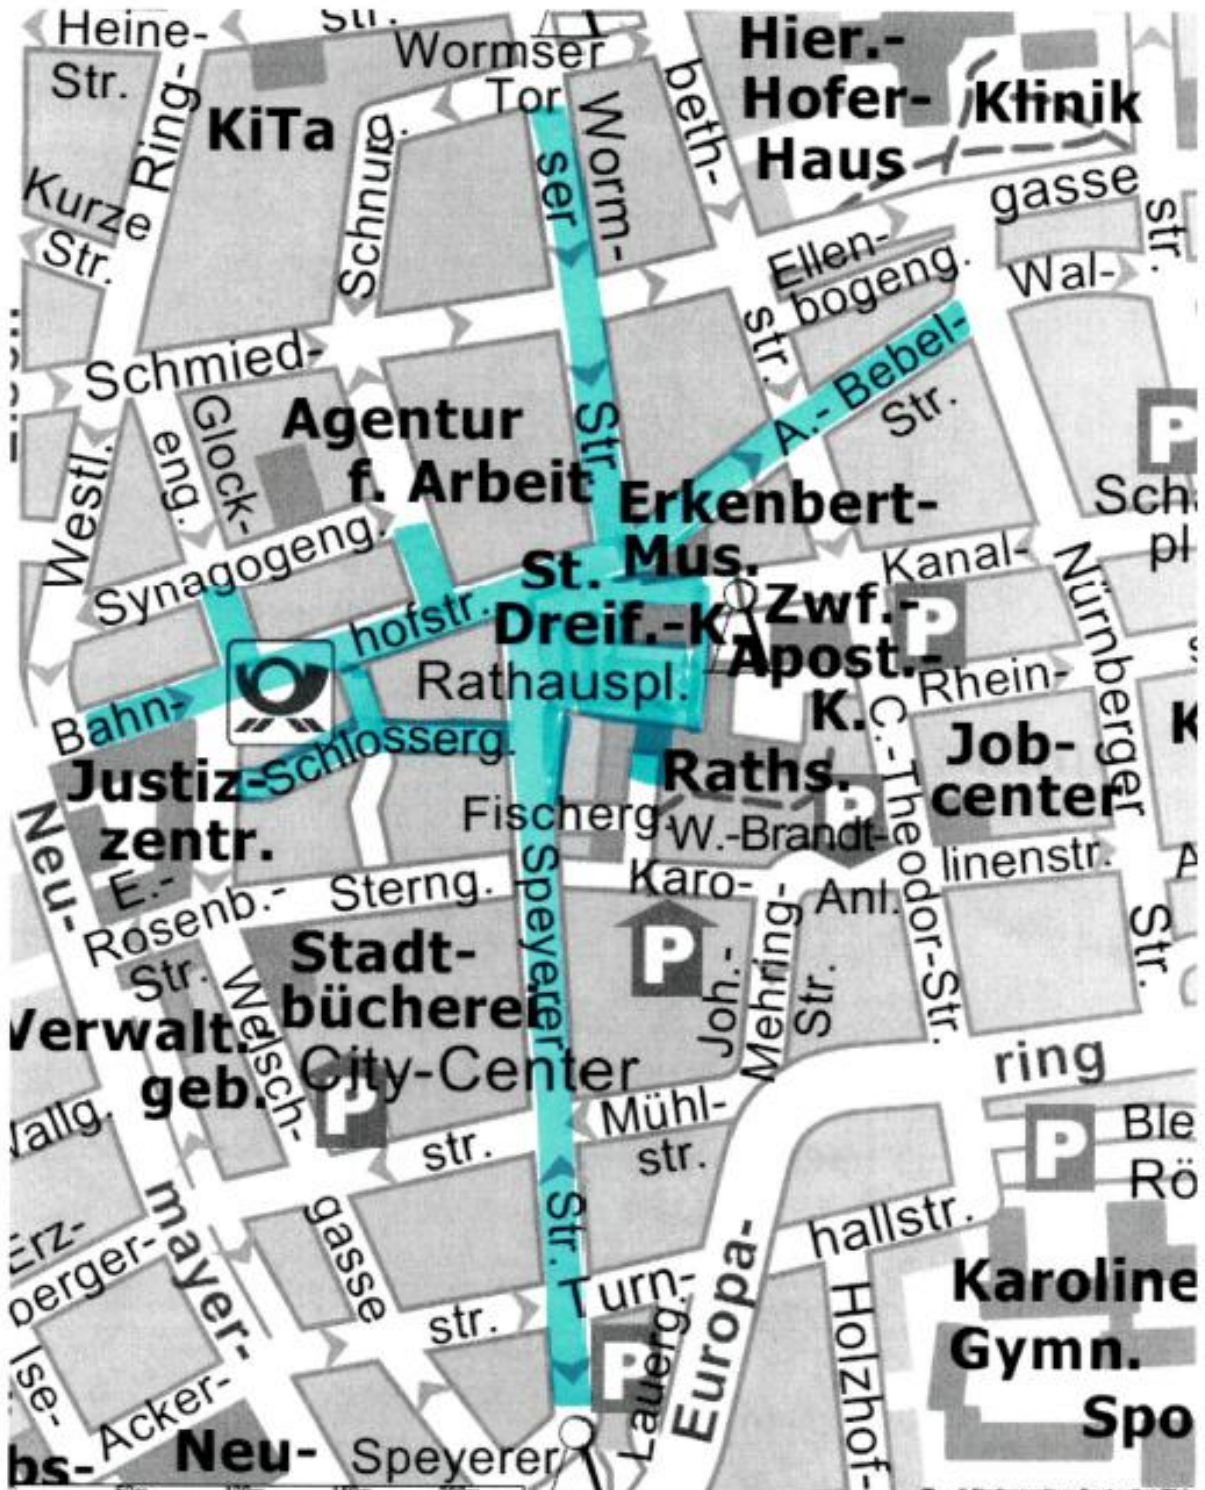 Heine-
str.
Str.
Ring-
KiTa
Kurze
Str.
Schnurg.
Wormser
Tor
Worm-
ser
Str.
beth-
str.
Hier.-
Hofer-
Haus
Klinik
gasse
str.
Ellen-
bogeng.
Wal-
A.-Bebel-
Str.
P
Schmied-
Glock-
eng.
Westl.
Agentur
f. Arbeit
Synagogeng.
Erkenbert-
Mus.
St.
Dreif.-K.
Zwf.-
Apost.-
K.
Kanal-
P
Nürnberger
Str.
pl
Rhein-
hofstr.
Rathauspl.
Bahn-
Schlosserg.
Justiz-
zentr.
Raths.
Job-
center
C.-Theodor-Str.
Fischerg.
W.-Brandt-
Anl.
P
Karo-
linenstr.
Neu-
mayer-
E.-
Rosenb.-
Str.
Sterng.
Speyerer
Str.
Stadt-
bücherei
City-Center
P
P
Joh.-
Mehring-
Str.
Verwalt.
geb.
Welsch-
gasse
ring
Mühl-
str.
str.
P
Ble
Rö
Erz-
berger-
Turn-
hallstr.
str.
P
Lauerg.
Europa-
Holzhof-
Karoline
Gymn.
Spo
Acker-
Neu-
Speyerer
bs-